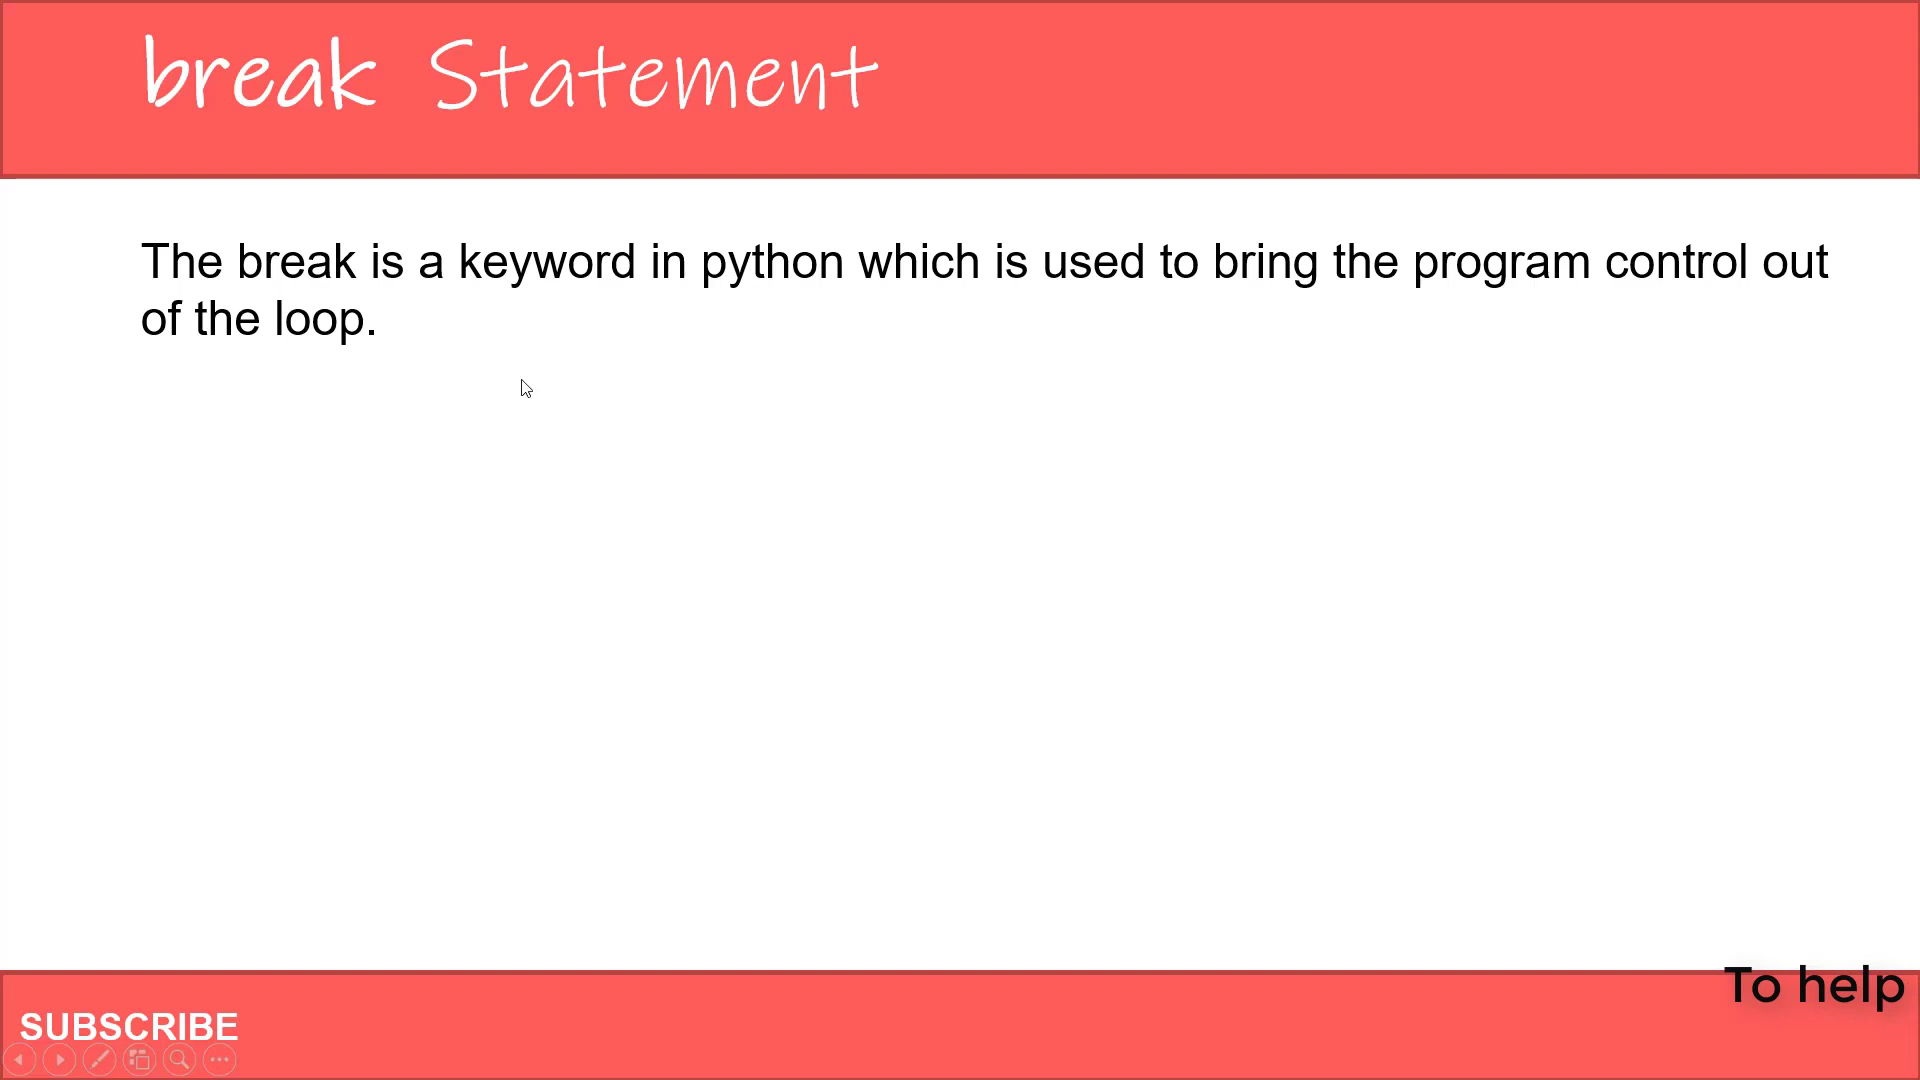 break Statement
The break is a keyword in python which is used to bring the program control out
of the loop.
To help
SUBSCRIBE